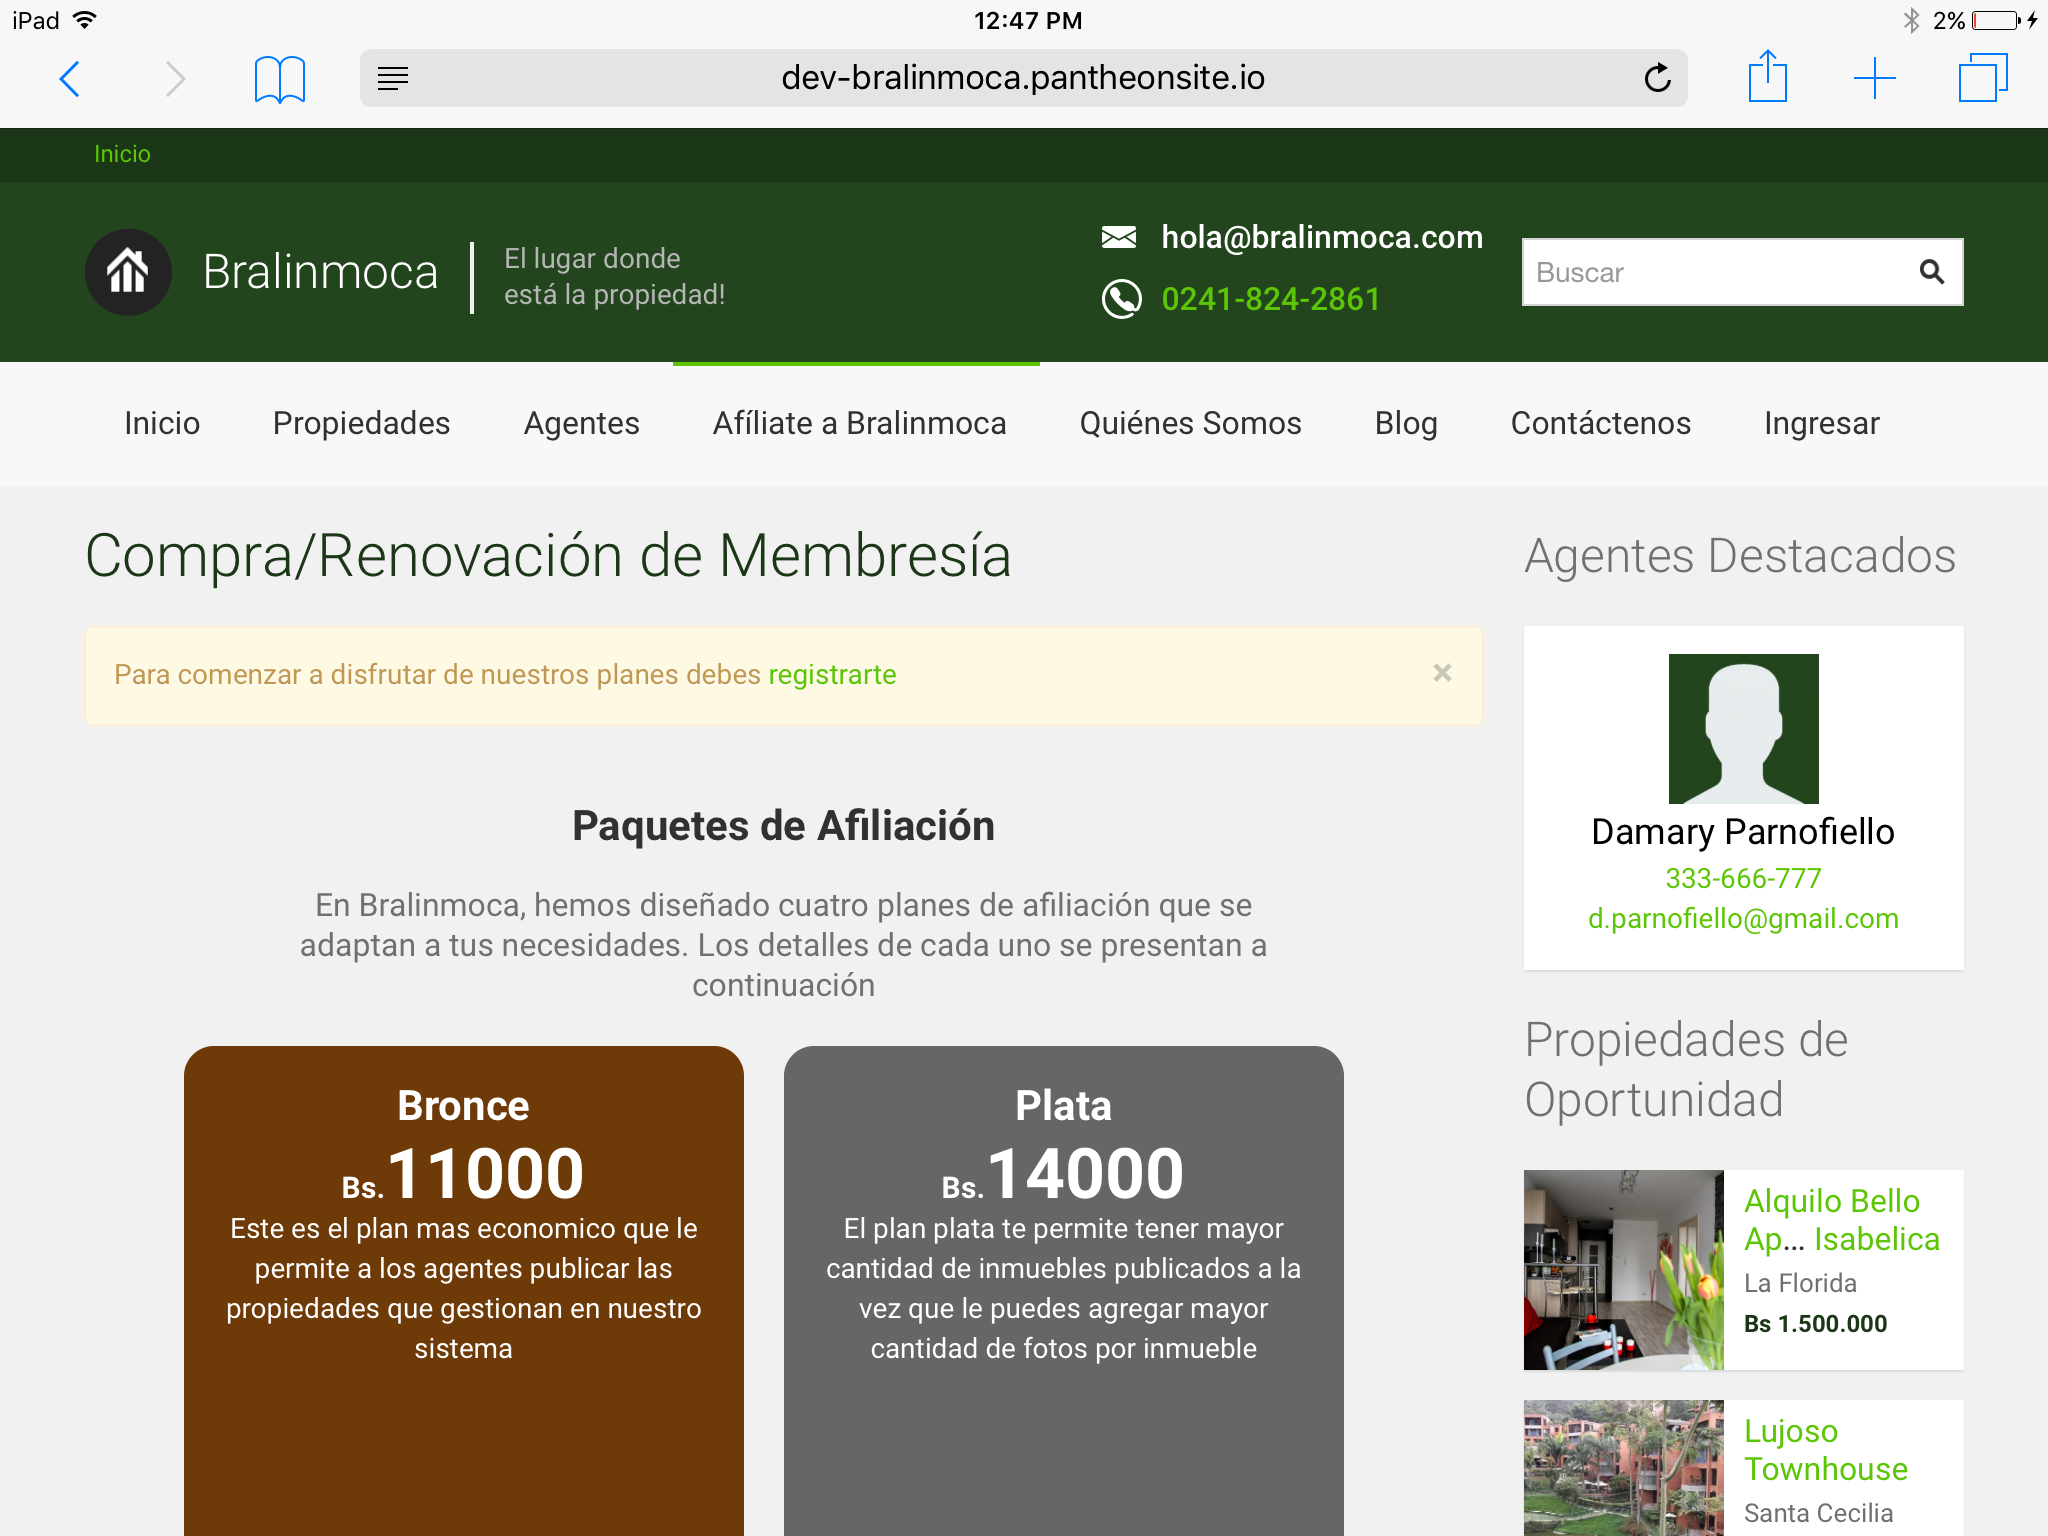 iPad
12:47 PM
2%
dev-bralinmoca.pantheonsite.io
Inicio
Bralinmoca
El lugar donde
está la propiedad!
hola@bralinmoca.com
0241-824-2861
Buscar
Inicio Propiedades Agentes Afíliate a Bralinmoca Quiénes Somos Blog Contáctenos Ingresar
Compra/Renovación de Membresía
Para comenzar a disfrutar de nuestros planes debes registrarte ×
Paquetes de Afiliación
En Bralinmoca, hemos diseñado cuatro planes de afiliación que se
adaptan a tus necesidades. Los detalles de cada uno se presentan a
continuación
Bronce
Bs.11000
Este es el plan mas economico que le
permite a los agentes publicar las
propiedades que gestionan en nuestro
sistema
Plata
Bs.14000
El plan plata te permite tener mayor
cantidad de inmuebles publicados a la
vez que le puedes agregar mayor
cantidad de fotos por inmueble
Agentes Destacados
Damary Parnofiello
333-666-777
d.parnofiello@gmail.com
Propiedades de
Oportunidad
Alquilo Bello
Ap... Isabelica
La Florida
Bs 1.500.000
Lujoso
Townhouse
Santa Cecilia